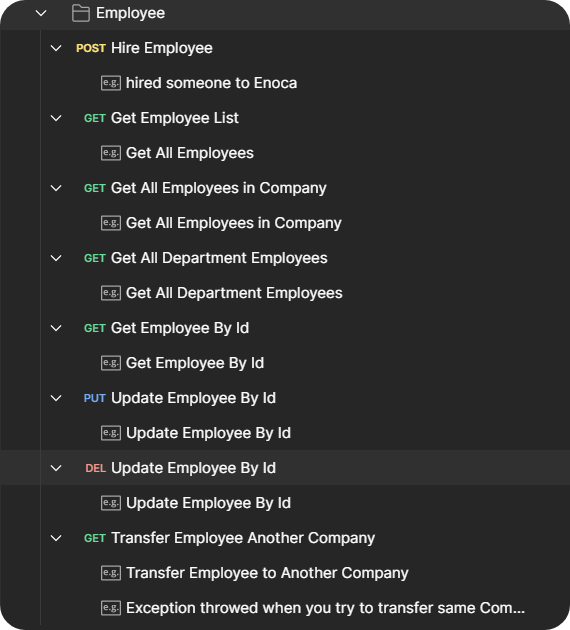 Employee
POST Hire Employee
e.g. hired someone to Enoca
GET Get Employee List
e.g. Get All Employees
GET Get All Employees in Company
e.g. Get All Employees in Company
GET Get All Department Employees
e.g. Get All Department Employees
GET Get Employee By Id
e.g. Get Employee By Id
PUT Update Employee By Id
e.g. Update Employee By Id
DEL Update Employee By Id
e.g. Update Employee By Id
GET Transfer Employee Another Company
e.g. Transfer Employee to Another Company
e.g. Exception throwed when you try to transfer same Com...